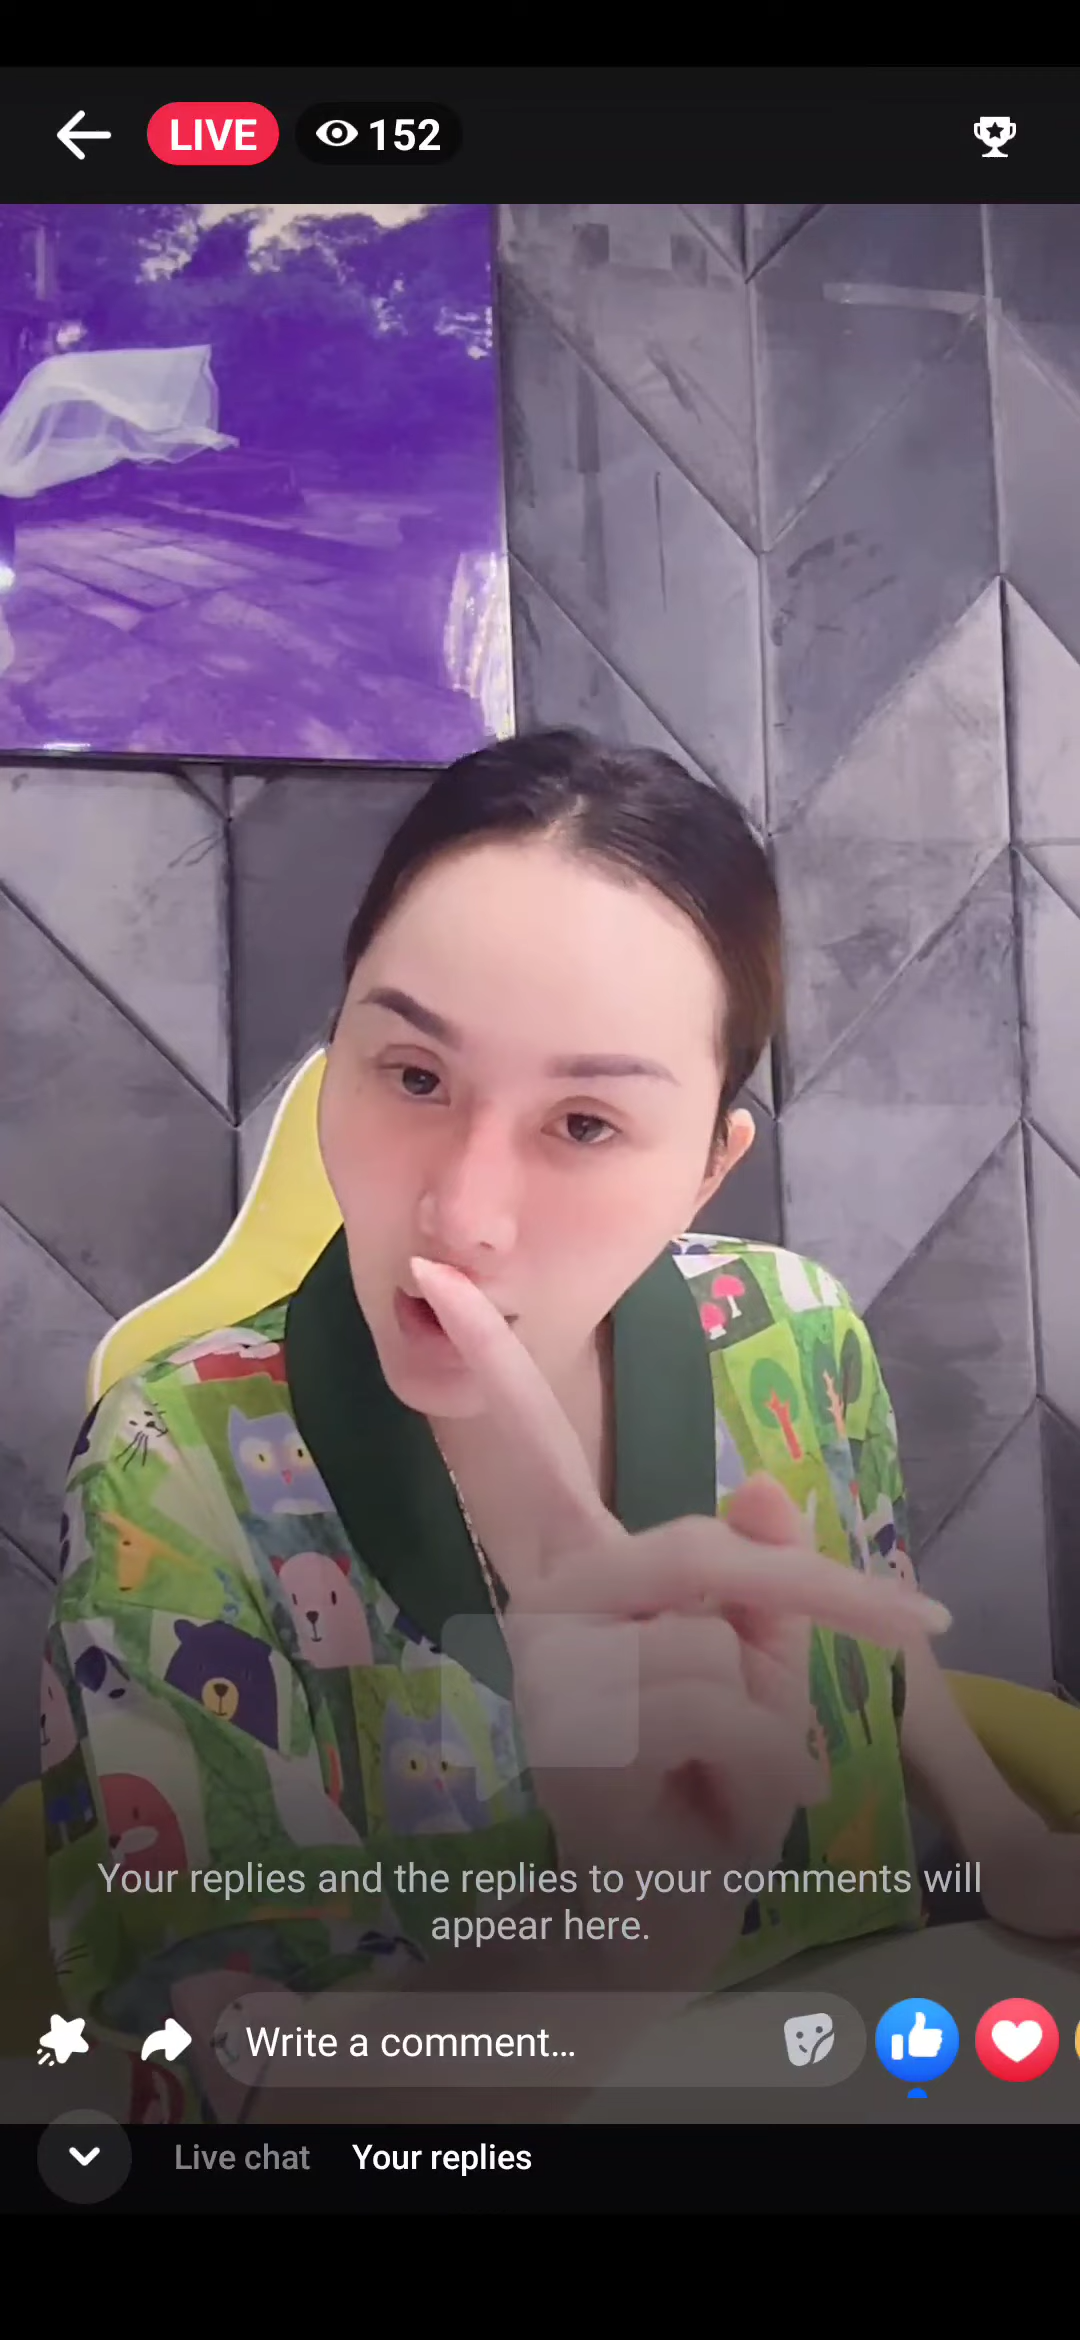 LIVE 152
Your replies and the replies to your comments will
appear here.
Write a comment...
Live chat Your replies